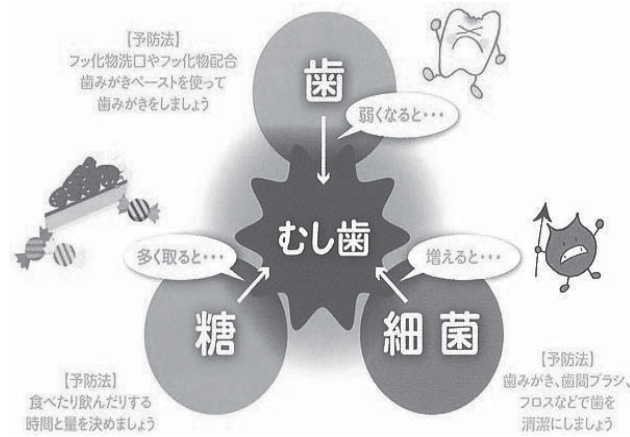 【予防法】
フッ化物洗口やフッ化物配合
歯みがきペーストを使って
歯みがきをしましょう
歯
弱くなると・・・
むし歯
多く取ると・・・
増えると・・・
糖
細菌
【予防法】
食べたり飲んだりする
時間と量を決めましょう
【予防法】
歯みがき、歯間ブラシ、
フロスなどで歯を
清潔にしましょう